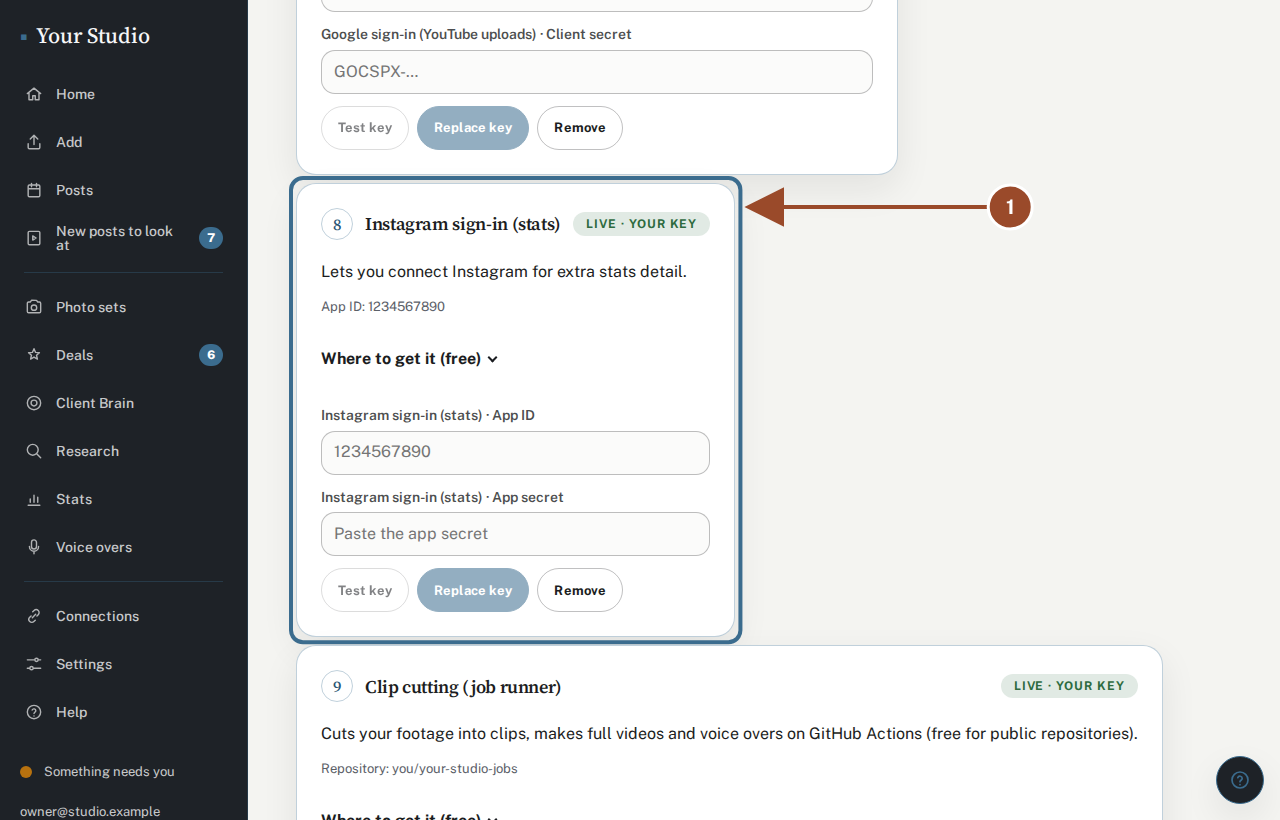 Your Studio
Home
Add
Posts
New posts to look
at
7
Photo sets
Deals
6
Client Brain
Research
Stats
Voice overs
Connections
Settings
Help
Something needs you
owner@studio.example
Google sign-in (YouTube uploads) · Client secret
GOCSPX-...
Test key
Replace key
Remove
8
Instagram sign-in (stats)
LIVE · YOUR KEY
1
Lets you connect Instagram for extra stats detail.
App ID: 1234567890
Where to get it (free)
Instagram sign-in (stats) · App ID
1234567890
Instagram sign-in (stats) · App secret
Paste the app secret
Test key
Replace key
Remove
9
Clip cutting (job runner)
LIVE · YOUR KEY
Cuts your footage into clips, makes full videos and voice overs on GitHub Actions (free for public repositories).
Repository: you/your-studio-jobs
Where to get it (free)